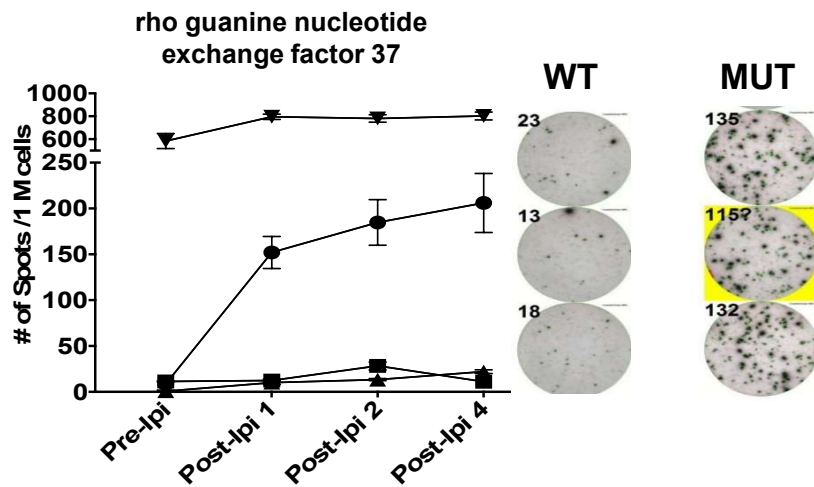 rho guanine nucleotide
exchange factor 37
WT
MUT
# of Spots /1 M cells
1000
800
600
250
200
150
100
50
0
Pre-Ipi
Post-Ipi 1
Post-Ipi 2
Post-Ipi 4
23
13
18
135
115?
132